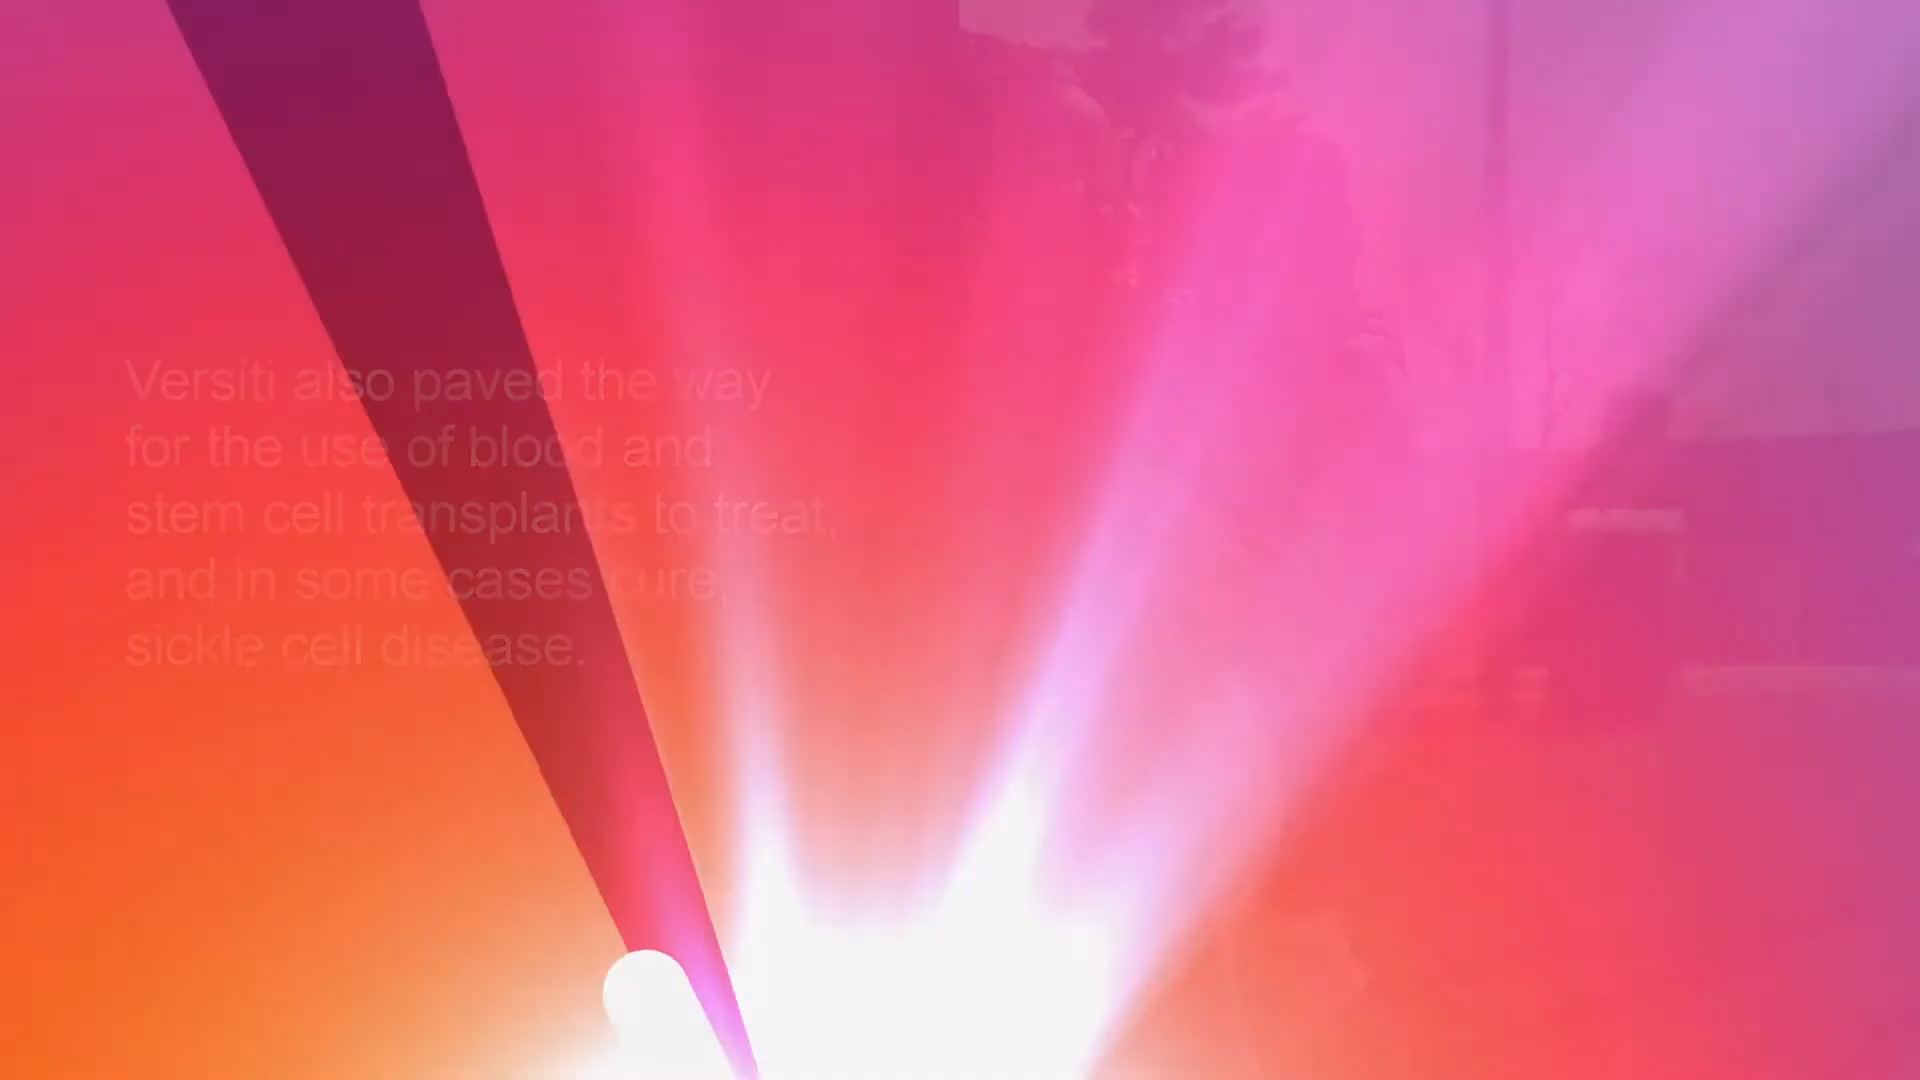 Versiti also paved the way
for the use of blood and
stem cell transplants to treat,
and in some cases cure,
sickle cell disease.